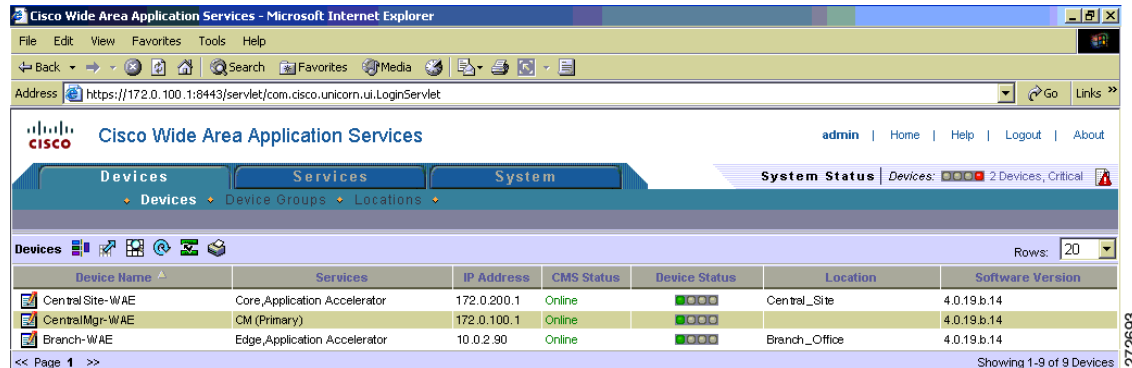 Cisco Wide Area Application Services - Microsoft Internet Explorer
File Edit View Favorites Tools Help
Back Search Favorites Media
Address https://172.0.100.1:8443/servlet/com.cisco.unicorn.ui.LoginServlet Go Links »
CISCO Cisco Wide Area Application Services admin | Home | Help | Logout | About
Devices Services System System Status Devices: 2 Devices, Critical
Devices Device Groups Locations
Devices Rows: 20
Device Name Services IP Address CMS Status Device Status Location Software Version
Central Site-WAE Core,Application Accelerator 172.0.200.1 Online Central_Site 4.0.19.b.14
CentralMgr-WAE CM (Primary) 172.0.100.1 Online 4.0.19.b.14
Branch-WAE Edge,Application Accelerator 10.0.2.90 Online Branch_Office 4.0.19.b.14
<< Page 1 >> Showing 1-9 of 9 Devices
272693